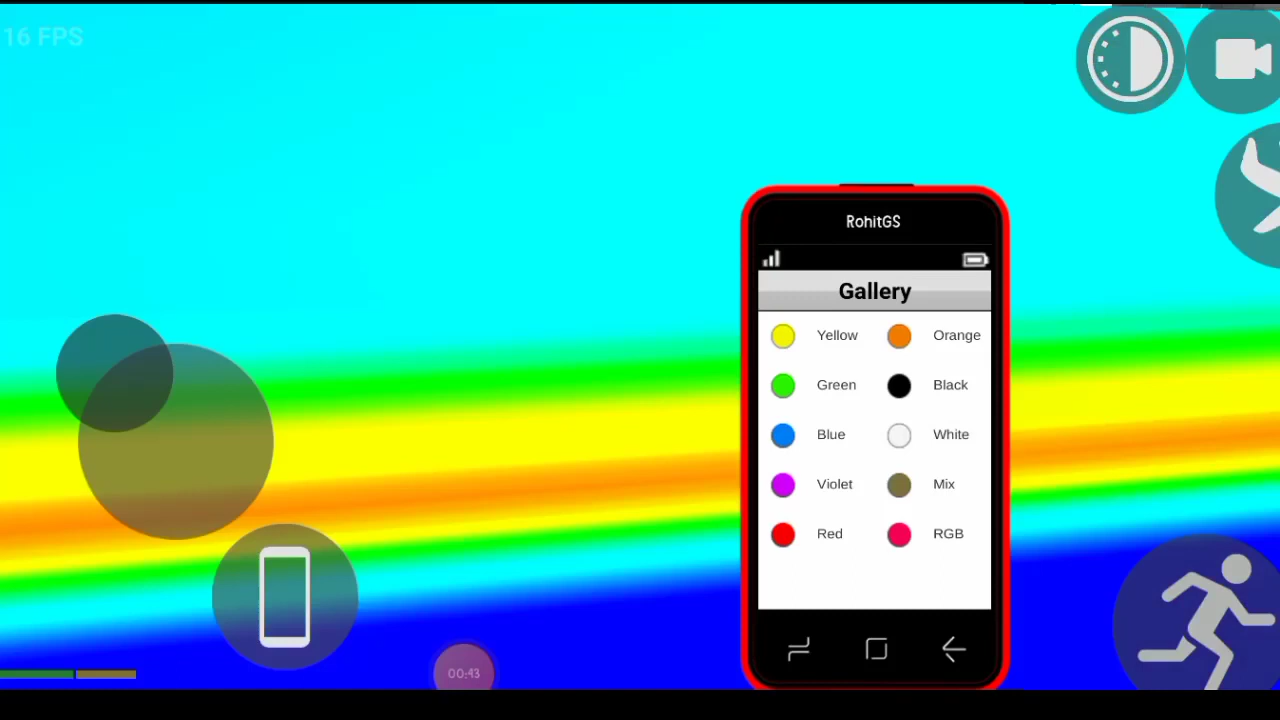 16 FPS
RohitGS
Gallery
Yellow Orange
Green Black
Blue White
Violet Mix
Red RGB
00:43